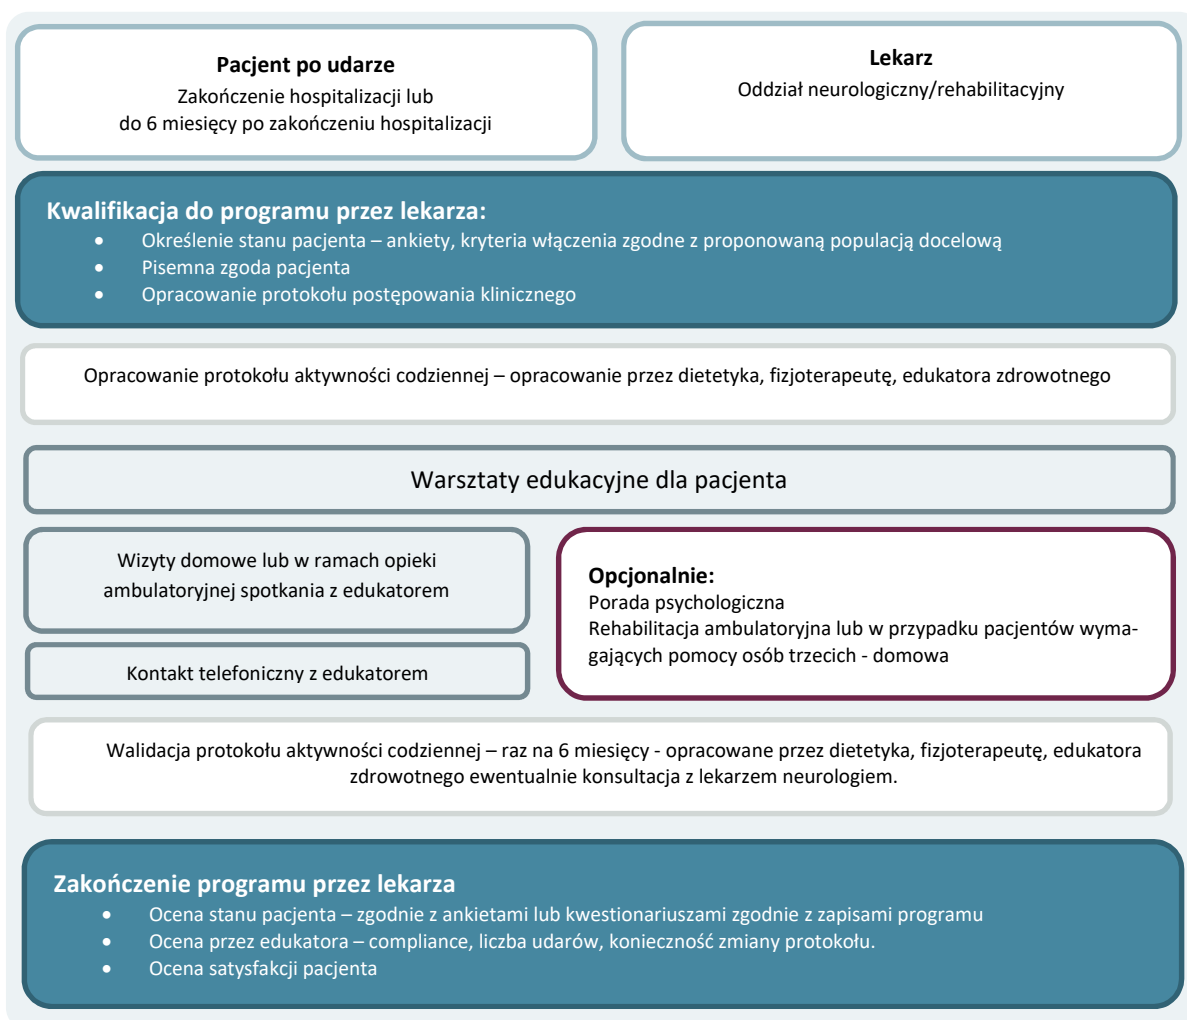 Pacjent po udarze
Zakończenie hospitalizacji lub
do 6 miesięcy po zakończeniu hospitalizacji
Lekarz
Oddział neurologiczny/rehabilitacyjny
Kwalifikacja do programu przez lekarza:
• Określenie stanu pacjenta – ankiety, kryteria włączenia zgodne z proponowaną populacją docelową
• Pisemna zgoda pacjenta
• Opracowanie protokołu postępowania klinicznego
Opracowanie protokołu aktywności codziennej – opracowanie przez dietetyka, fizjoterapeutę, edukatora zdrowotnego
Warsztaty edukacyjne dla pacjenta
Wizyty domowe lub w ramach opieki
ambulatoryjnej spotkania z edukatorem
Kontakt telefoniczny z edukatorem
Opcjonalnie:
Porada psychologiczna
Rehabilitacja ambulatoryjna lub w przypadku pacjentów wyma-
gających pomocy osób trzecich - domowa
Walidacja protokołu aktywności codziennej – raz na 6 miesięcy - opracowane przez dietetyka, fizjoterapeutę, edukatora
zdrowotnego ewentualnie konsultacja z lekarzem neurologiem.
Zakończenie programu przez lekarza
• Ocena stanu pacjenta – zgodnie z ankietami lub kwestionariuszami zgodnie z zapisami programu
• Ocena przez edukatora – compliance, liczba udarów, konieczność zmiany protokołu.
• Ocena satysfakcji pacjenta